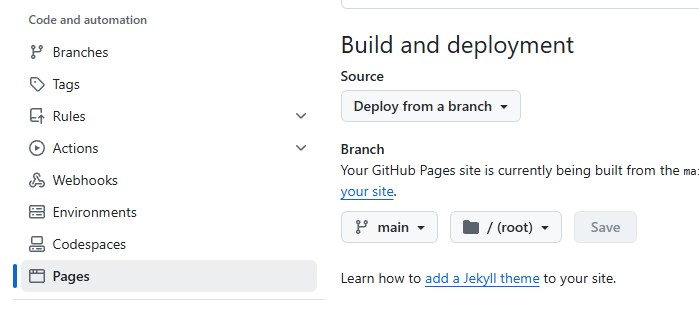 Code and automation
Branches
Tags
Rules
Actions
Webhooks
Environments
Codespaces
Pages
Build and deployment
Source
Deploy from a branch
Branch
Your GitHub Pages site is currently being built from the
your site.
main
/ (root)
Save
Learn how to add a Jekyll theme to your site.